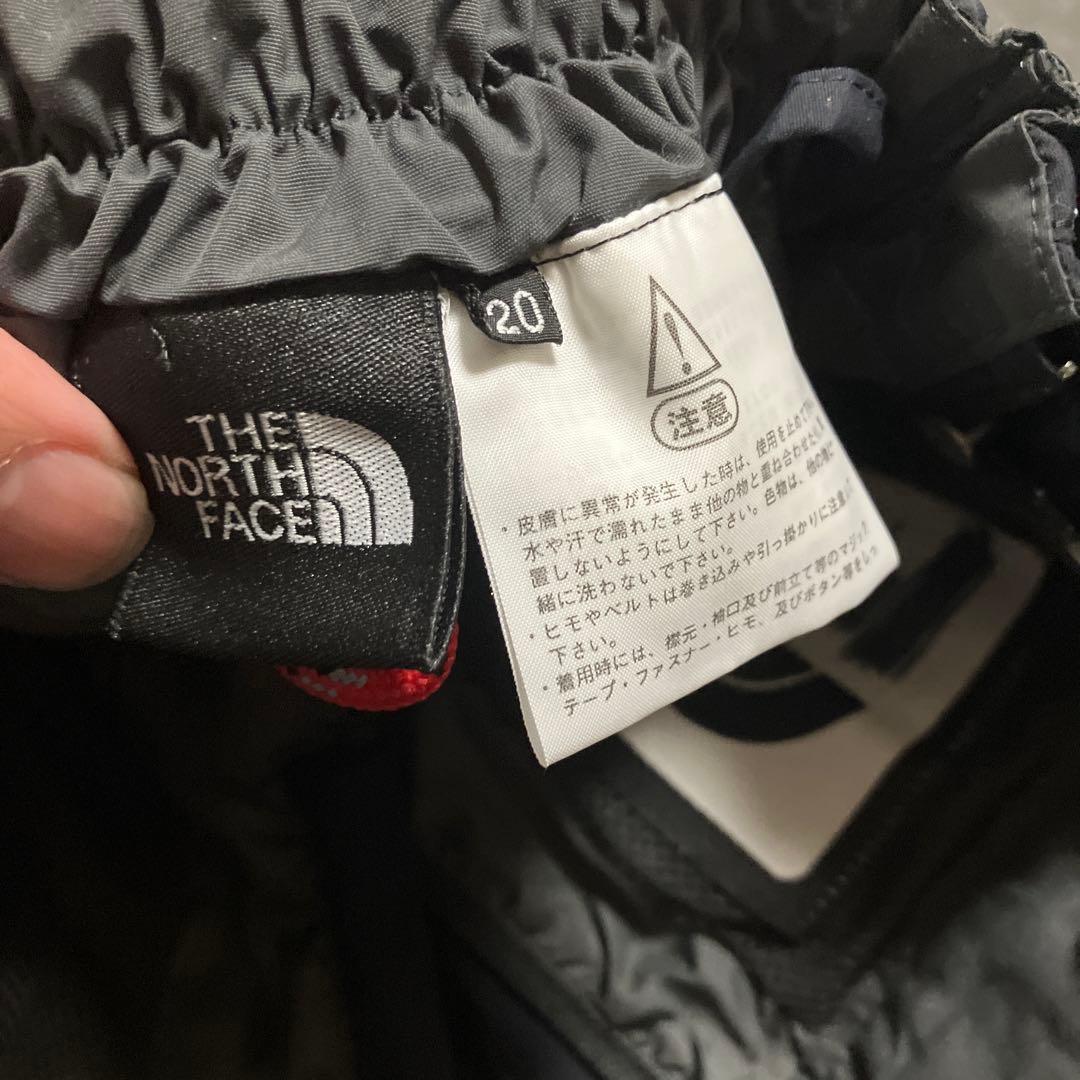 THE
NORTH
FACE
20
注意
・皮膚に異常が発生した時は、使用を止めて下
水や汗で濡れたまま他の物と重ね合わせたり
置しないようにして下さい。色物は、他の物に
緒に洗わないで下さい。
・ヒモやベルトは巻き込みや引っ掛かりに注意
下さい。
・着用時には、襟元・袖口及び前立て等のマジック
テープ・ファスナー・ヒモ、及びボタン等をしっ